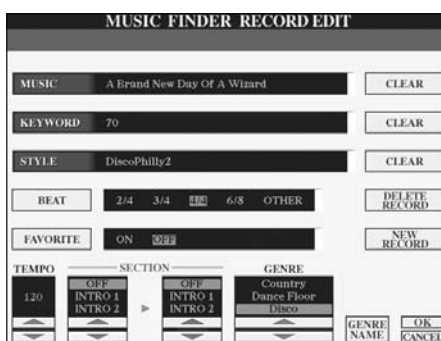 MUSIC FINDER RECORD EDIT
MUSIC A Brand New Day Of A Wizard CLEAR
KEYWORD 70 CLEAR
STYLE DiscoPhilly2 CLEAR
BEAT 2/4 3/4 4/4 6/8 OTHER DELETE RECORD
FAVORITE ON OFF NEW RECORD
TEMPO SECTION GENRE
OFF OFF Country
120 INTRO 1 INTRO 1 Dance Floor
INTRO 2 INTRO 2 Disco
GENRE NAME OK
CANCEL